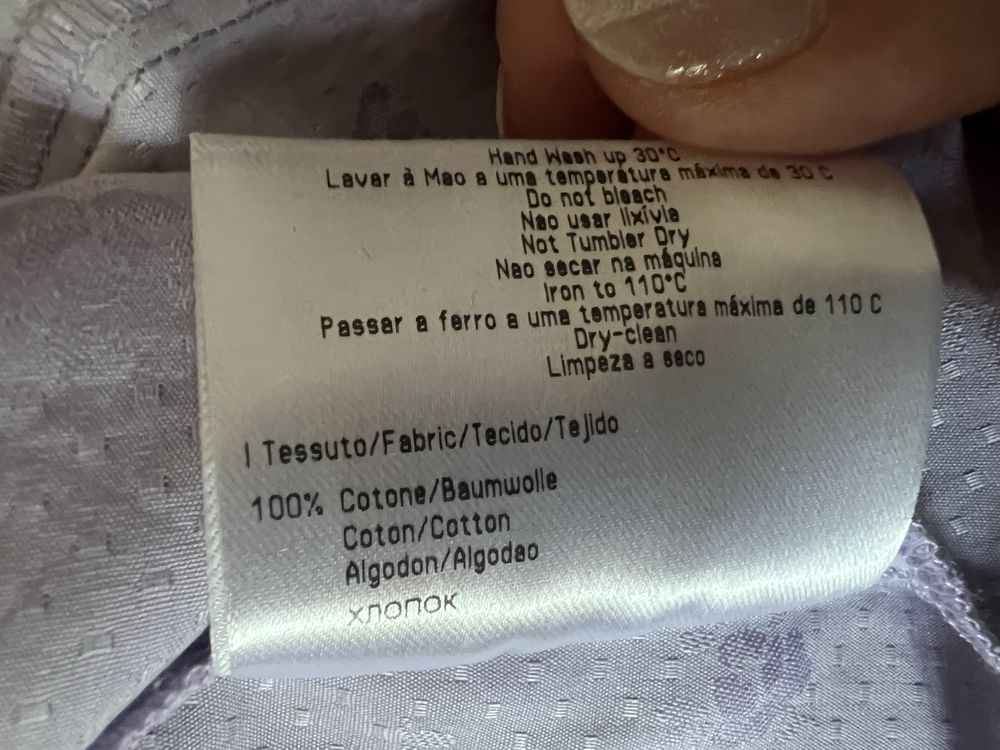 Hand Wash up 30°C
Lavar à Mao a uma temperatura máxima de 30 C
Do not bleach
Nao usar lixívia
Not Tumbler Dry
Nao secar na máquina
Iron to 110°C
Passar a ferro a uma temperatura máxima de 110 C
Dry-clean
Limpeza a seco
I Tessuto/Fabric/Tecido/Tejido
100% Cotone/Baumwolle
Coton/Cotton
Algodon/Algodao
хлопок